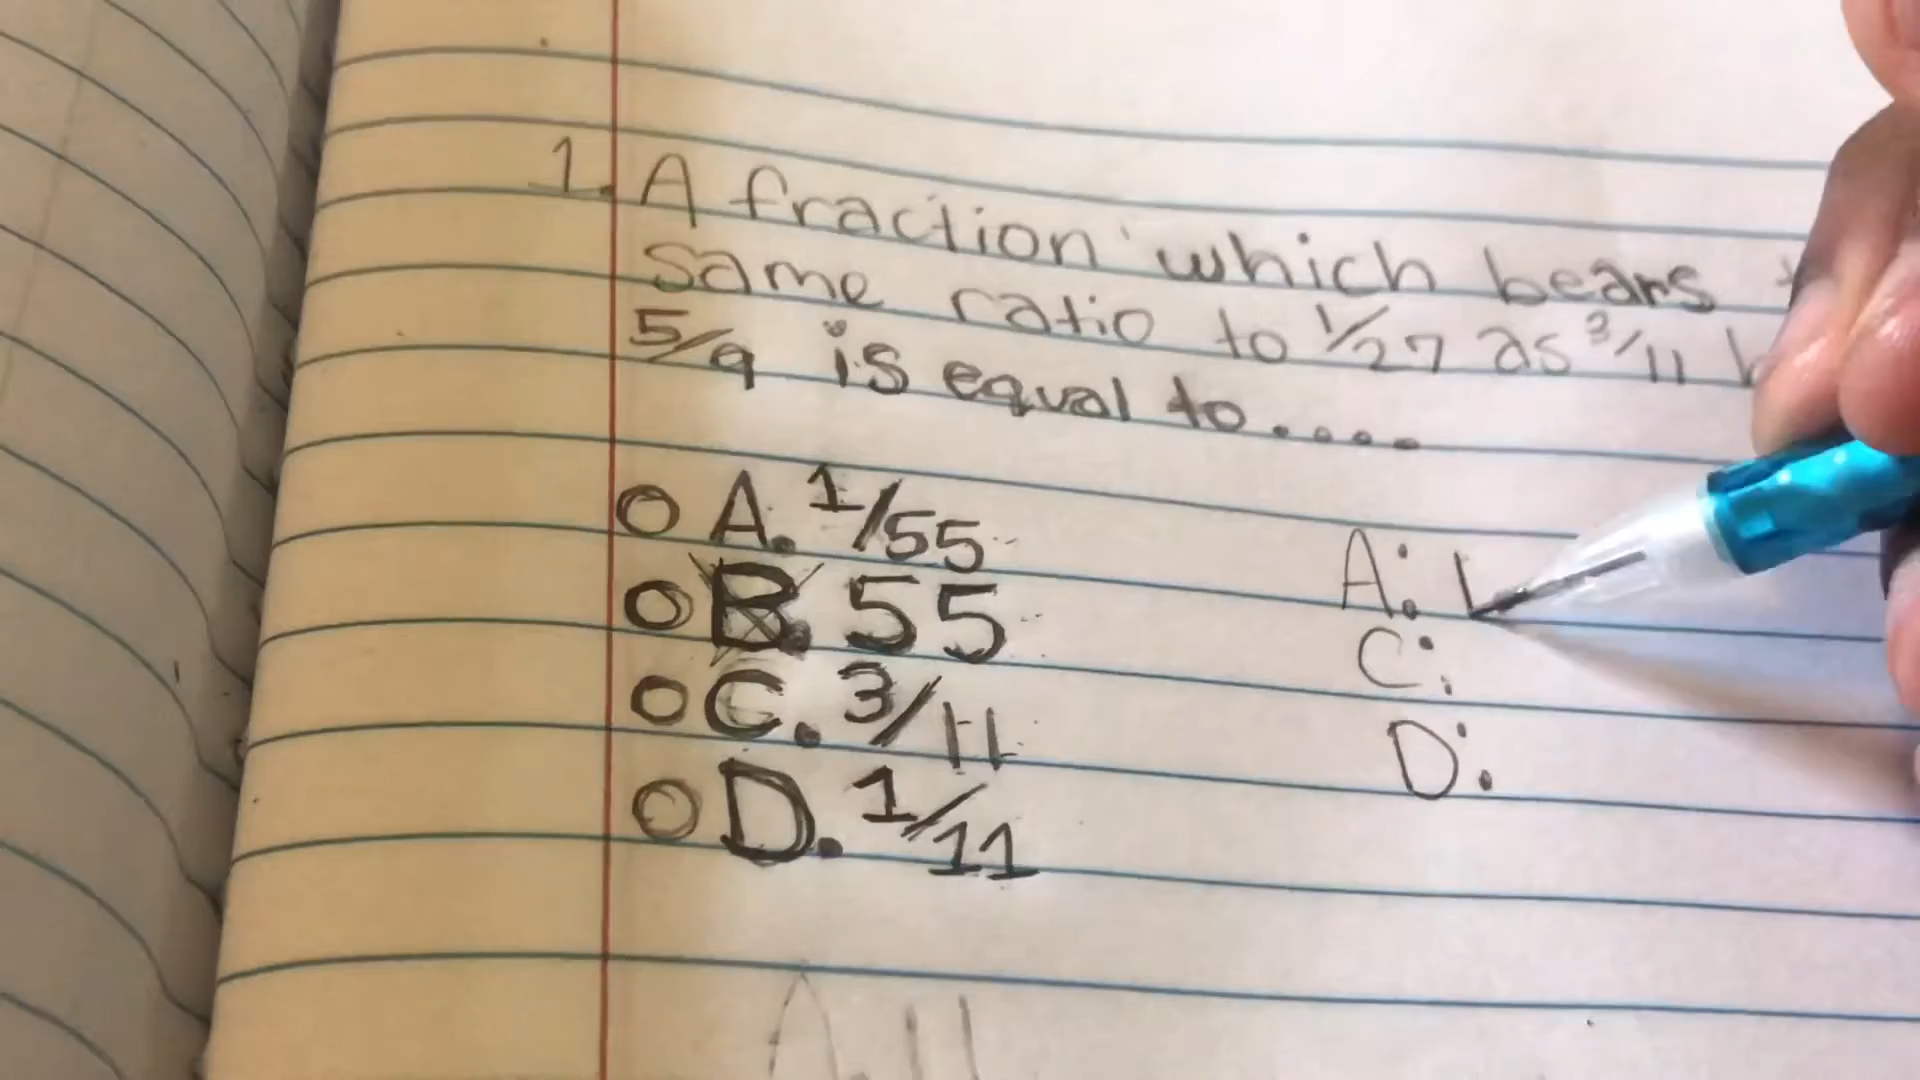 1. A fraction which bears
same ratio to 1/27 as 3/11
5/9 is equal to....
A. 1/55
B. 55
C. 3/11
D. 1/11
A:
C:
D: